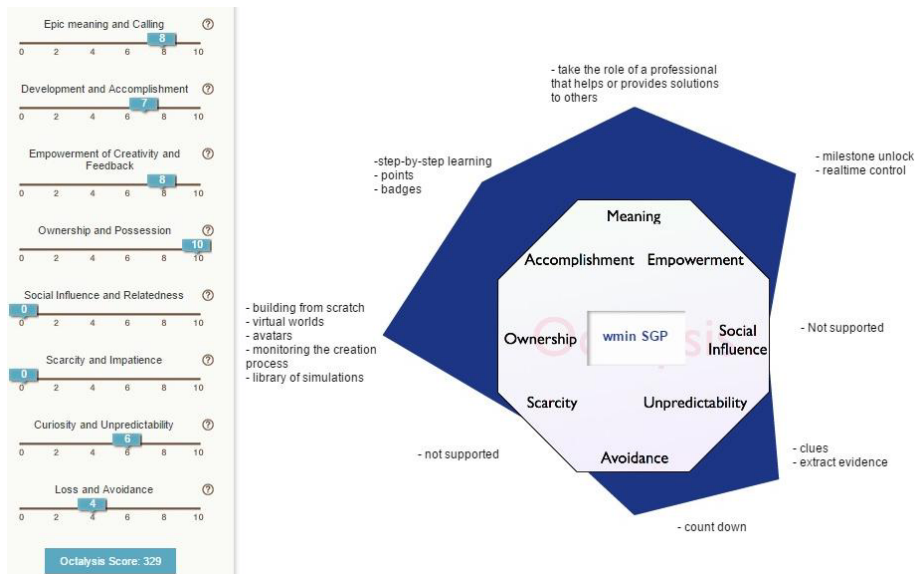 Epic meaning and Calling
?
8
0 2 4 6 8 10
Development and Accomplishment
?
7
0 2 4 6 8 10
Empowerment of Creativity and
Feedback
?
8
0 2 4 6 8 10
Ownership and Possession
?
10
0 2 4 6 8 10
Social Influence and Relatedness
?
0
0 2 4 6 8 10
Scarcity and Impatience
?
0
0 2 4 6 8 10
Curiosity and Unpredictability
?
6
0 2 4 6 8 10
Loss and Avoidance
?
4
0 2 4 6 8 10
Octalysis Score: 329
- take the role of a professional
that helps or provides solutions
to others
-step-by-step learning
- points
- badges
- milestone unlock
- realtime control
Meaning
Accomplishment
Empowerment
- building from scratch
- virtual worlds
- avatars
- monitoring the creation
process
- library of simulations
Ownership
wmin SGP
Social
Influence
- Not supported
Scarcity
Unpredictability
- not supported
Avoidance
- clues
- extract evidence
- count down